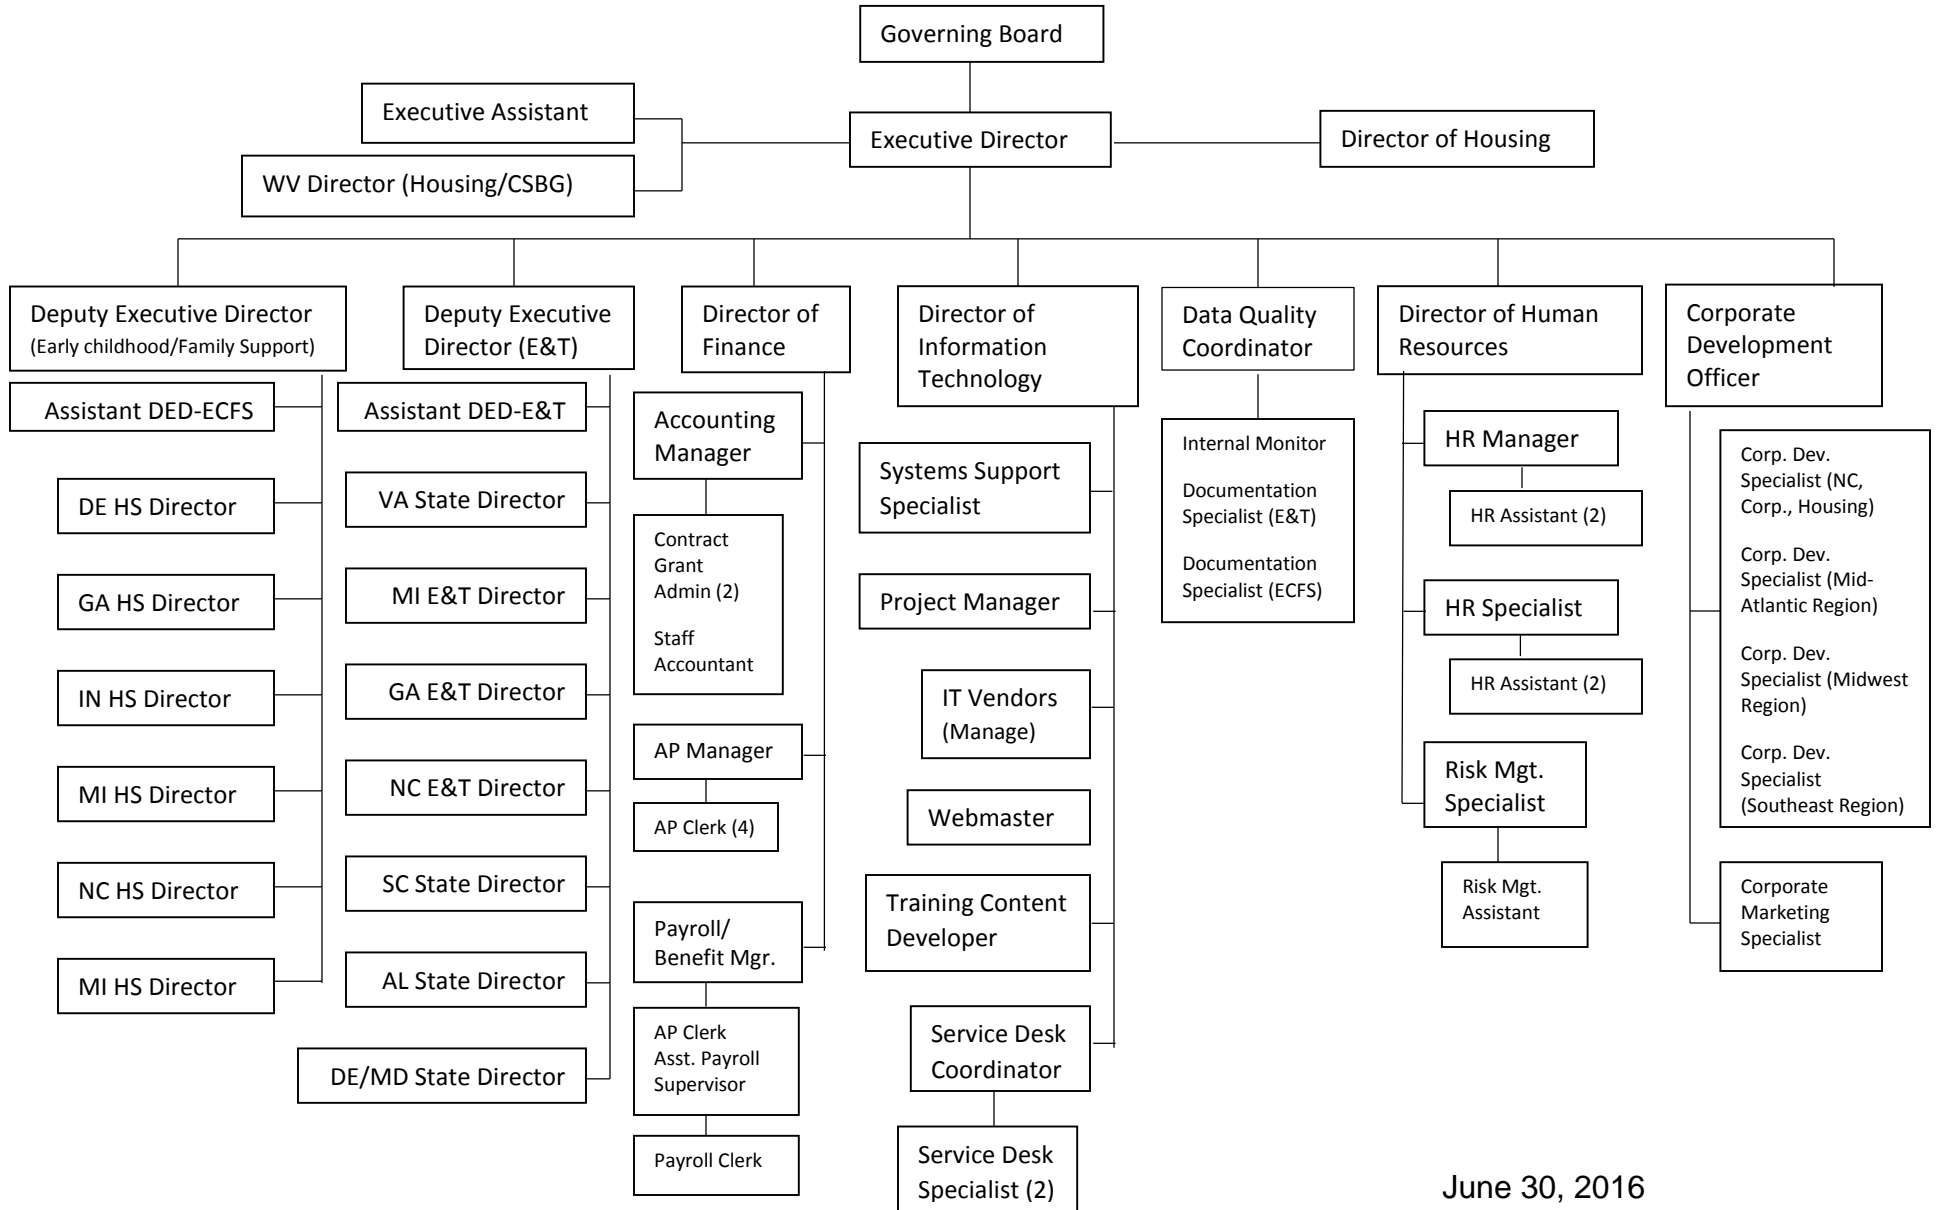 Governing Board
Executive Assistant
Executive Director
Director of Housing
WV Director (Housing/CSBG)
Deputy Executive Director
(Early childhood/Family Support)
Assistant DED-ECFS
DE HS Director
GA HS Director
IN HS Director
MI HS Director
NC HS Director
MI HS Director
Deputy Executive
Director (E&T)
Assistant DED-E&T
VA State Director
MI E&T Director
GA E&T Director
NC E&T Director
SC State Director
AL State Director
DE/MD State Director
Director of
Finance
Accounting
Manager
Contract
Grant
Admin (2)
Staff
Accountant
AP Manager
AP Clerk (4)
Payroll/
Benefit Mgr.
AP Clerk
Asst. Payroll
Supervisor
Payroll Clerk
Director of
Information
Technology
Systems Support
Specialist
Project Manager
IT Vendors
(Manage)
Webmaster
Training Content
Developer
Service Desk
Coordinator
Service Desk
Specialist (2)
Data Quality
Coordinator
Internal Monitor
Documentation
Specialist (E&T)
Documentation
Specialist (ECFS)
Director of Human
Resources
HR Manager
HR Assistant (2)
HR Specialist
HR Assistant (2)
Risk Mgt.
Specialist
Risk Mgt.
Assistant
Corporate
Development
Officer
Corp. Dev.
Specialist (NC,
Corp., Housing)
Corp. Dev.
Specialist (Mid-
Atlantic Region)
Corp. Dev.
Specialist (Midwest
Region)
Corp. Dev.
Specialist
(Southeast Region)
Corporate
Marketing
Specialist
June 30, 2016